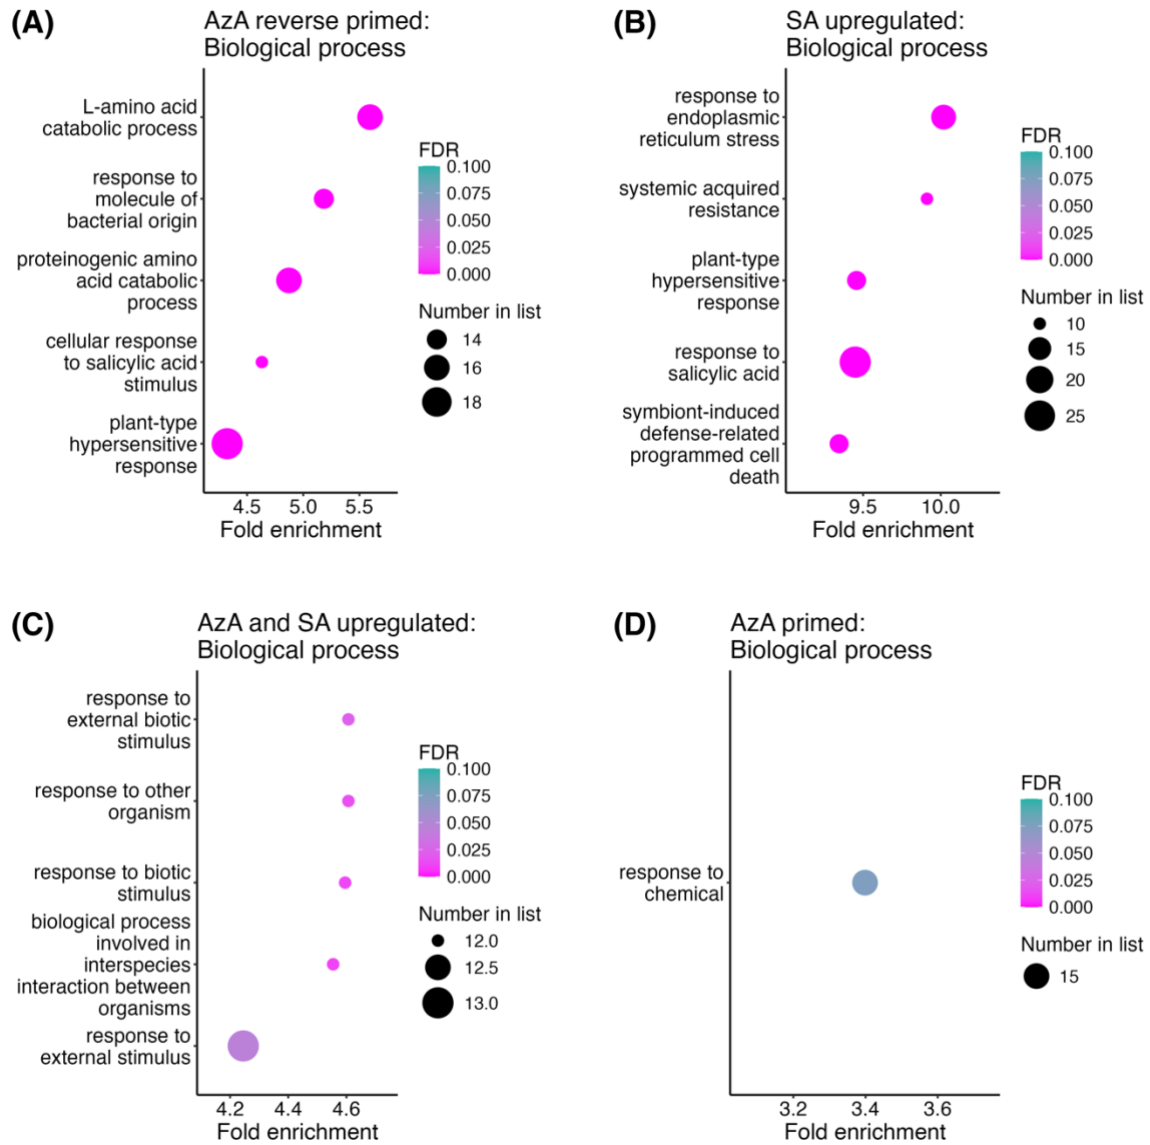 (A)
AzA reverse primed:
Biological process
L-amino acid
catabolic process
response to
molecule of
bacterial origin
proteinogenic amino
acid catabolic
process
cellular response
to salicylic acid
stimulus
plant-type
hypersensitive
response
4.5 5.0 5.5
Fold enrichment
FDR
0.100
0.075
0.050
0.025
0.000
Number in list
14
16
18
(B)
SA upregulated:
Biological process
response to
endoplasmic
reticulum stress
systemic acquired
resistance
plant-type
hypersensitive
response
response to
salicylic acid
symbiont-induced
defense-related
programmed cell
death
9.5 10.0
Fold enrichment
FDR
0.100
0.075
0.050
0.025
0.000
Number in list
10
15
20
25
(C)
AzA and SA upregulated:
Biological process
response to
external biotic
stimulus
response to other
organism
response to biotic
stimulus
biological process
involved in
interspecies
interaction between
organisms
response to
external stimulus
4.2 4.4 4.6
Fold enrichment
FDR
0.100
0.075
0.050
0.025
0.000
Number in list
12.0
12.5
13.0
(D)
AzA primed:
Biological process
response to
chemical
3.2 3.4 3.6
Fold enrichment
FDR
0.100
0.075
0.050
0.025
0.000
Number in list
15